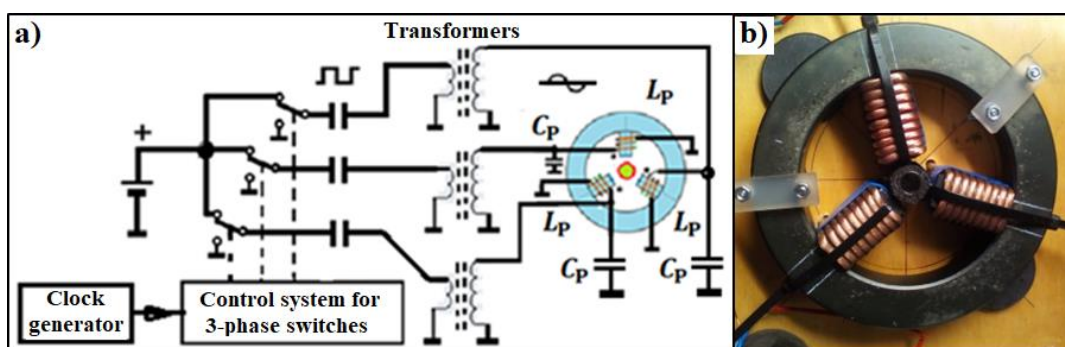 a)
Transformers
b)
L_P
C_P
+
L_P
L_P
C_P
C_P
Clock
generator
Control system for
3-phase switches